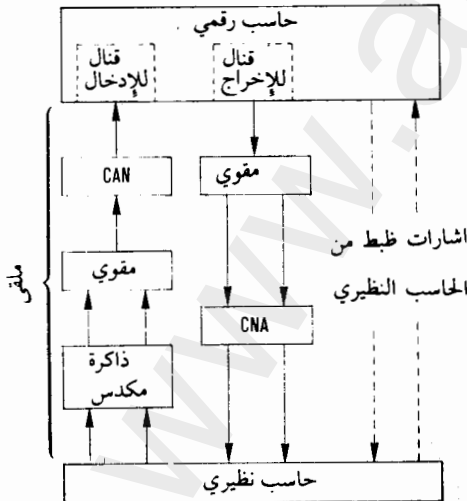 حاسب رقمي
قنال
للإخراج
قنال
للإدخال
مقوي
CAN
اشارات ظبط من
الحاسب النظيري
مقوي
ملقى
CNA
ذاكرة
مكدس
حاسب نظيري